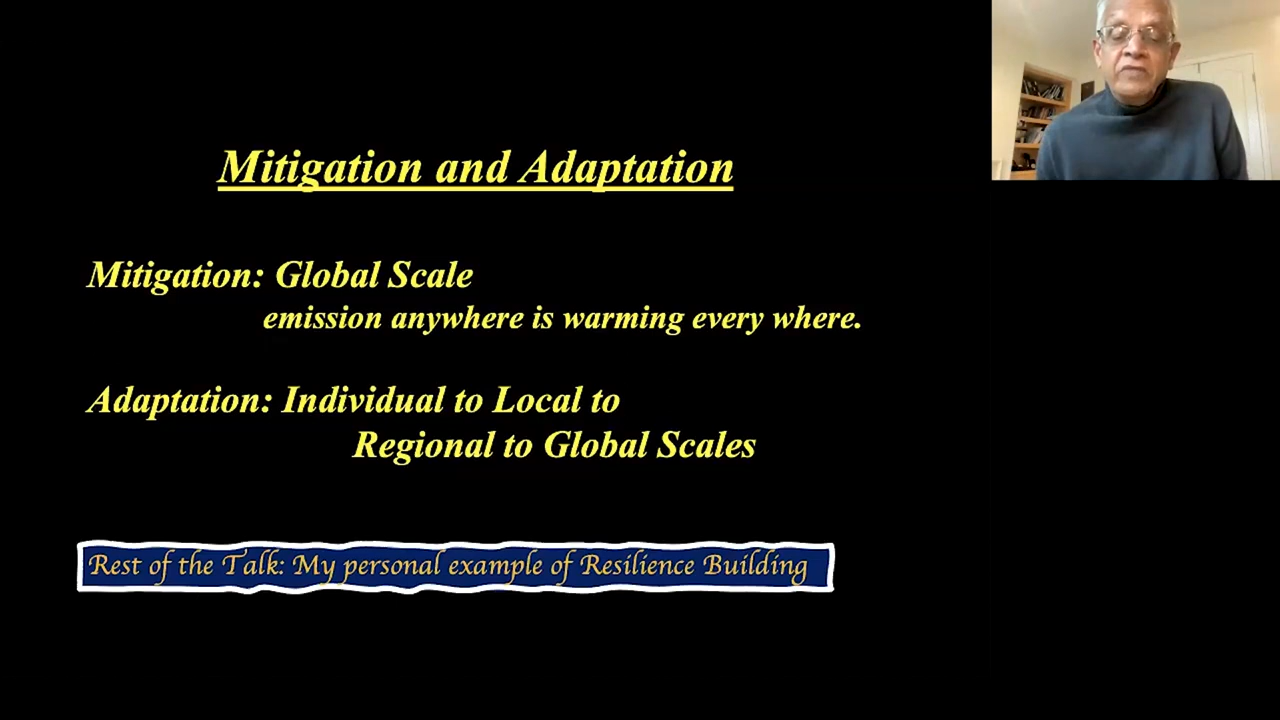 Mitigation and Adaptation
Mitigation: Global Scale
emission anywhere is warming every where.
Adaptation: Individual to Local to
Regional to Global Scales
Rest of the Talk: My personal example of Resilience Building